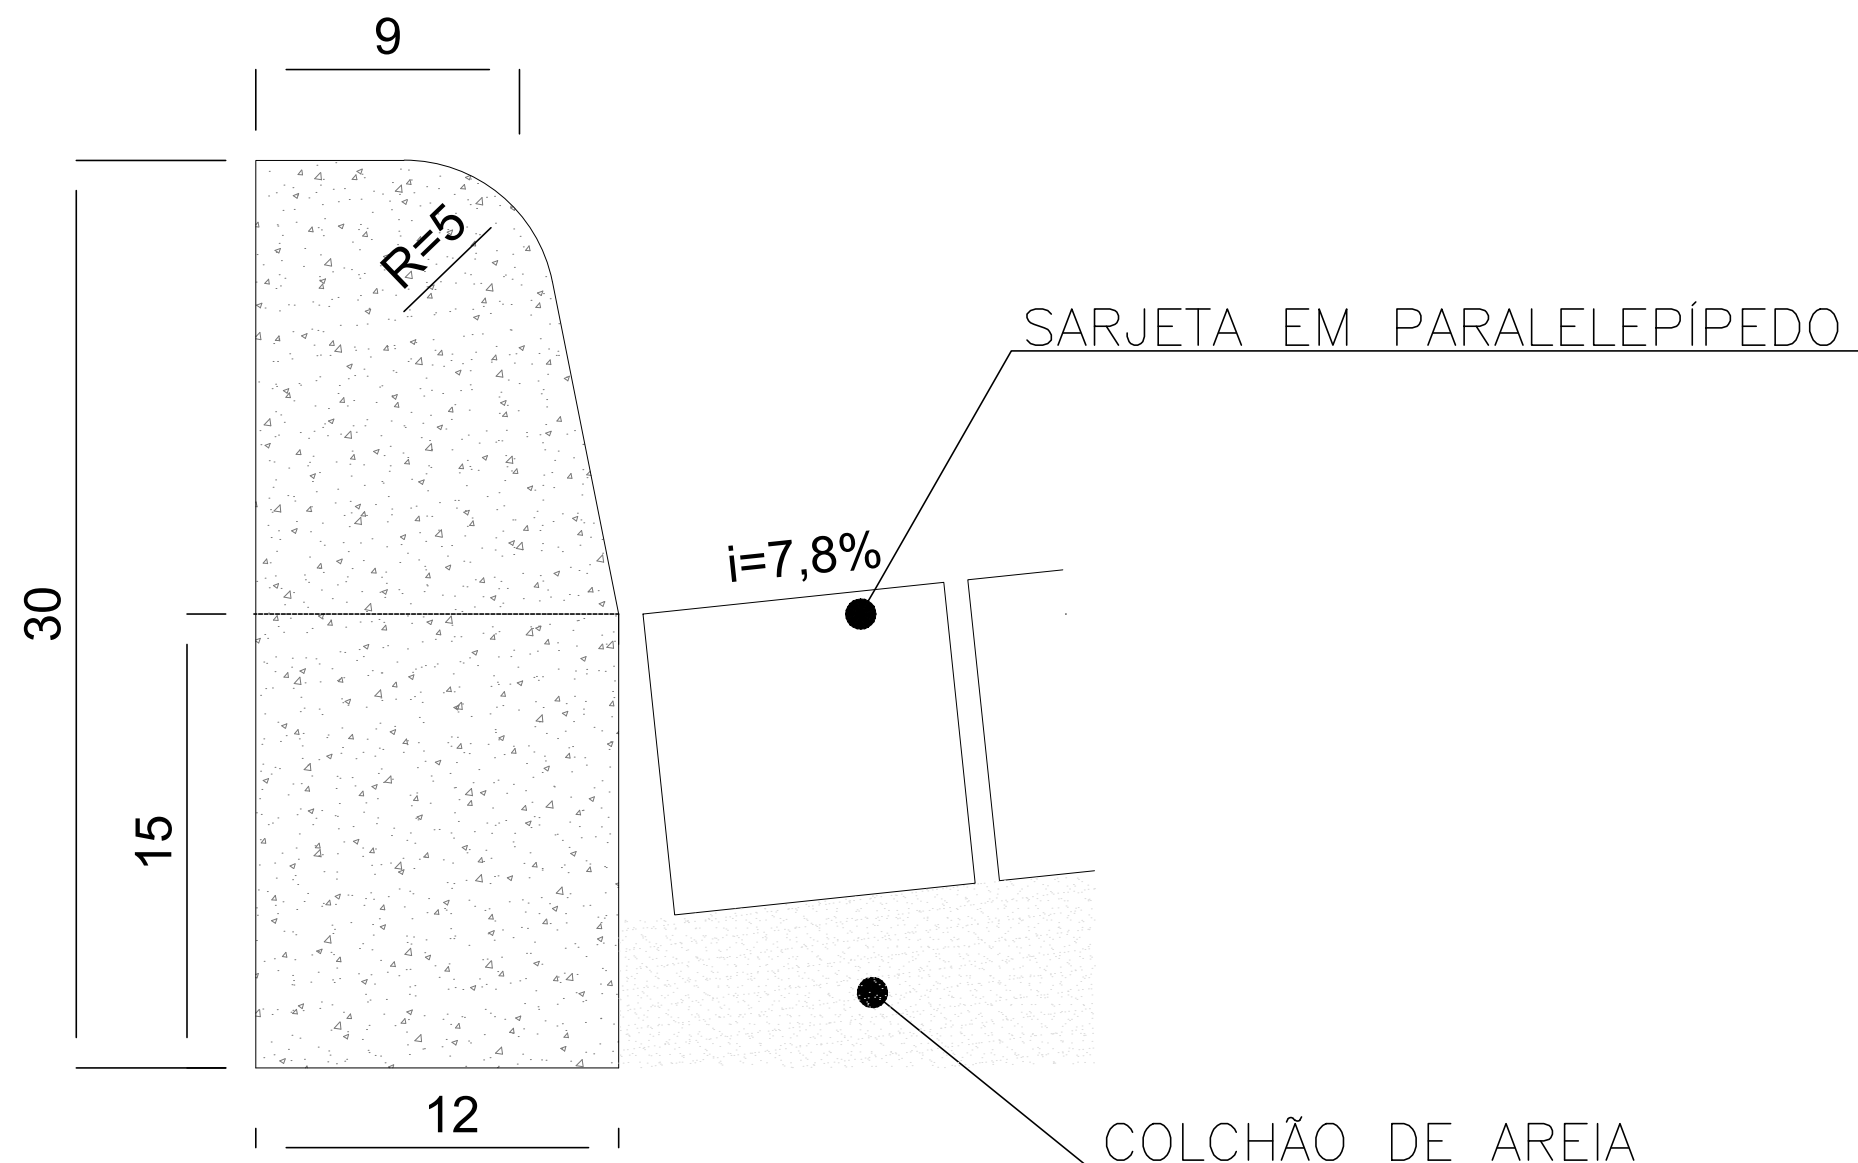 9
R=5
SARJETA EM PARALELEPÍPEDO
i=7,8%
30
15
12
COLCHÃO DE AREIA